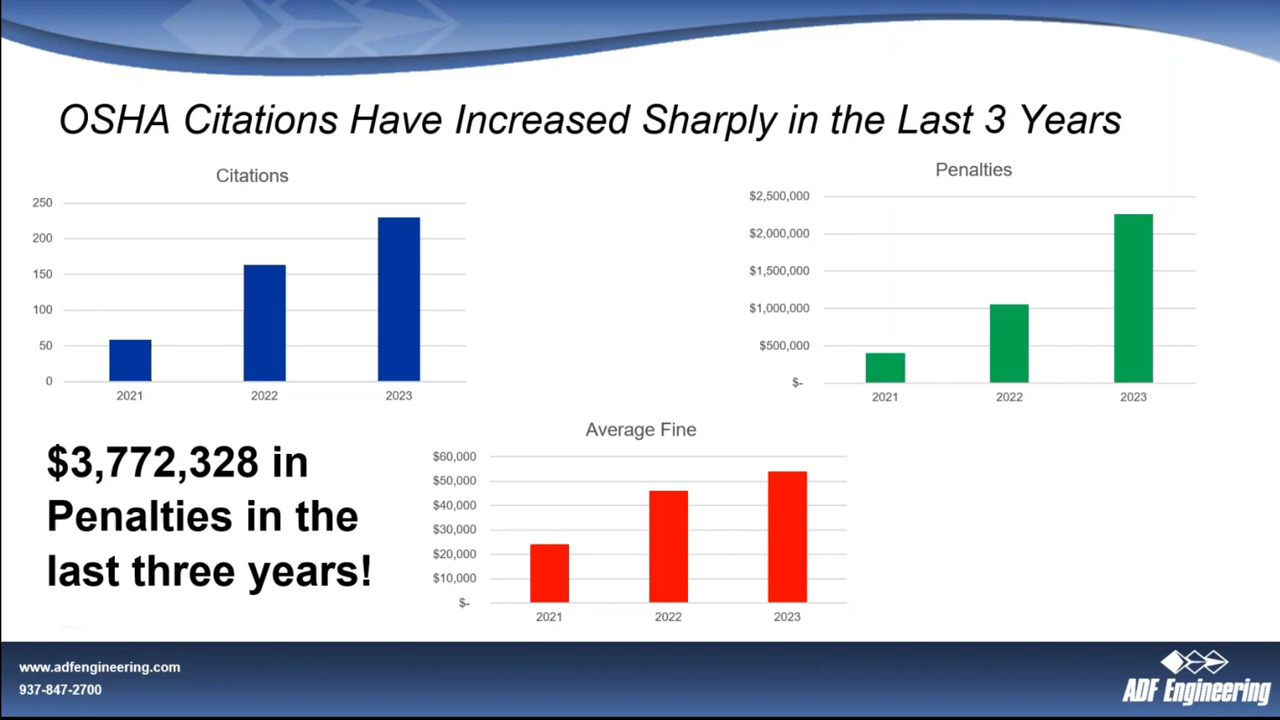 OSHA Citations Have Increased Sharply in the Last 3 Years
Citations
250
200
150
100
50
0
2021 2022 2023
Penalties
$2,500,000
$2,000,000
$1,500,000
$1,000,000
$500,000
$-
2021 2022 2023
$3,772,328 in
Penalties in the
last three years!
Average Fine
$60,000
$50,000
$40,000
$30,000
$20,000
$10,000
$-
2021 2022 2023
www.adfengineering.com
937-847-2700
ADF Engineering